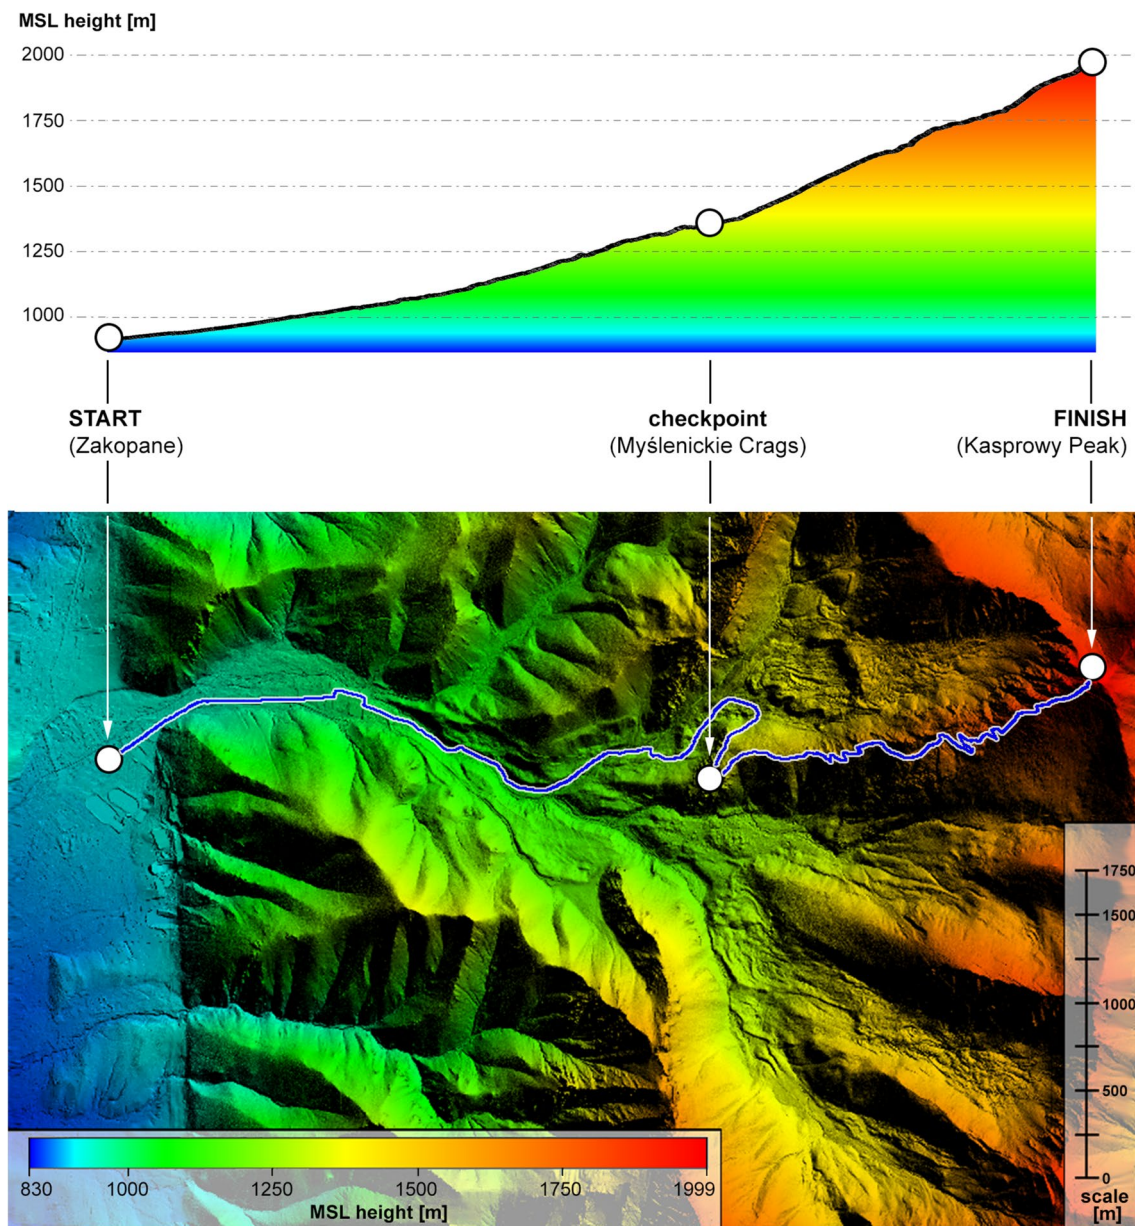 MSL height [m]
2000
1750
1500
1250
1000
START
(Zakopane)
checkpoint
(Myślenickie Crags)
FINISH
(Kasprowy Peak)
1750
1500
1000
500
0
scale
[m]
830 1000 1250 1500 1750 1999
MSL height [m]